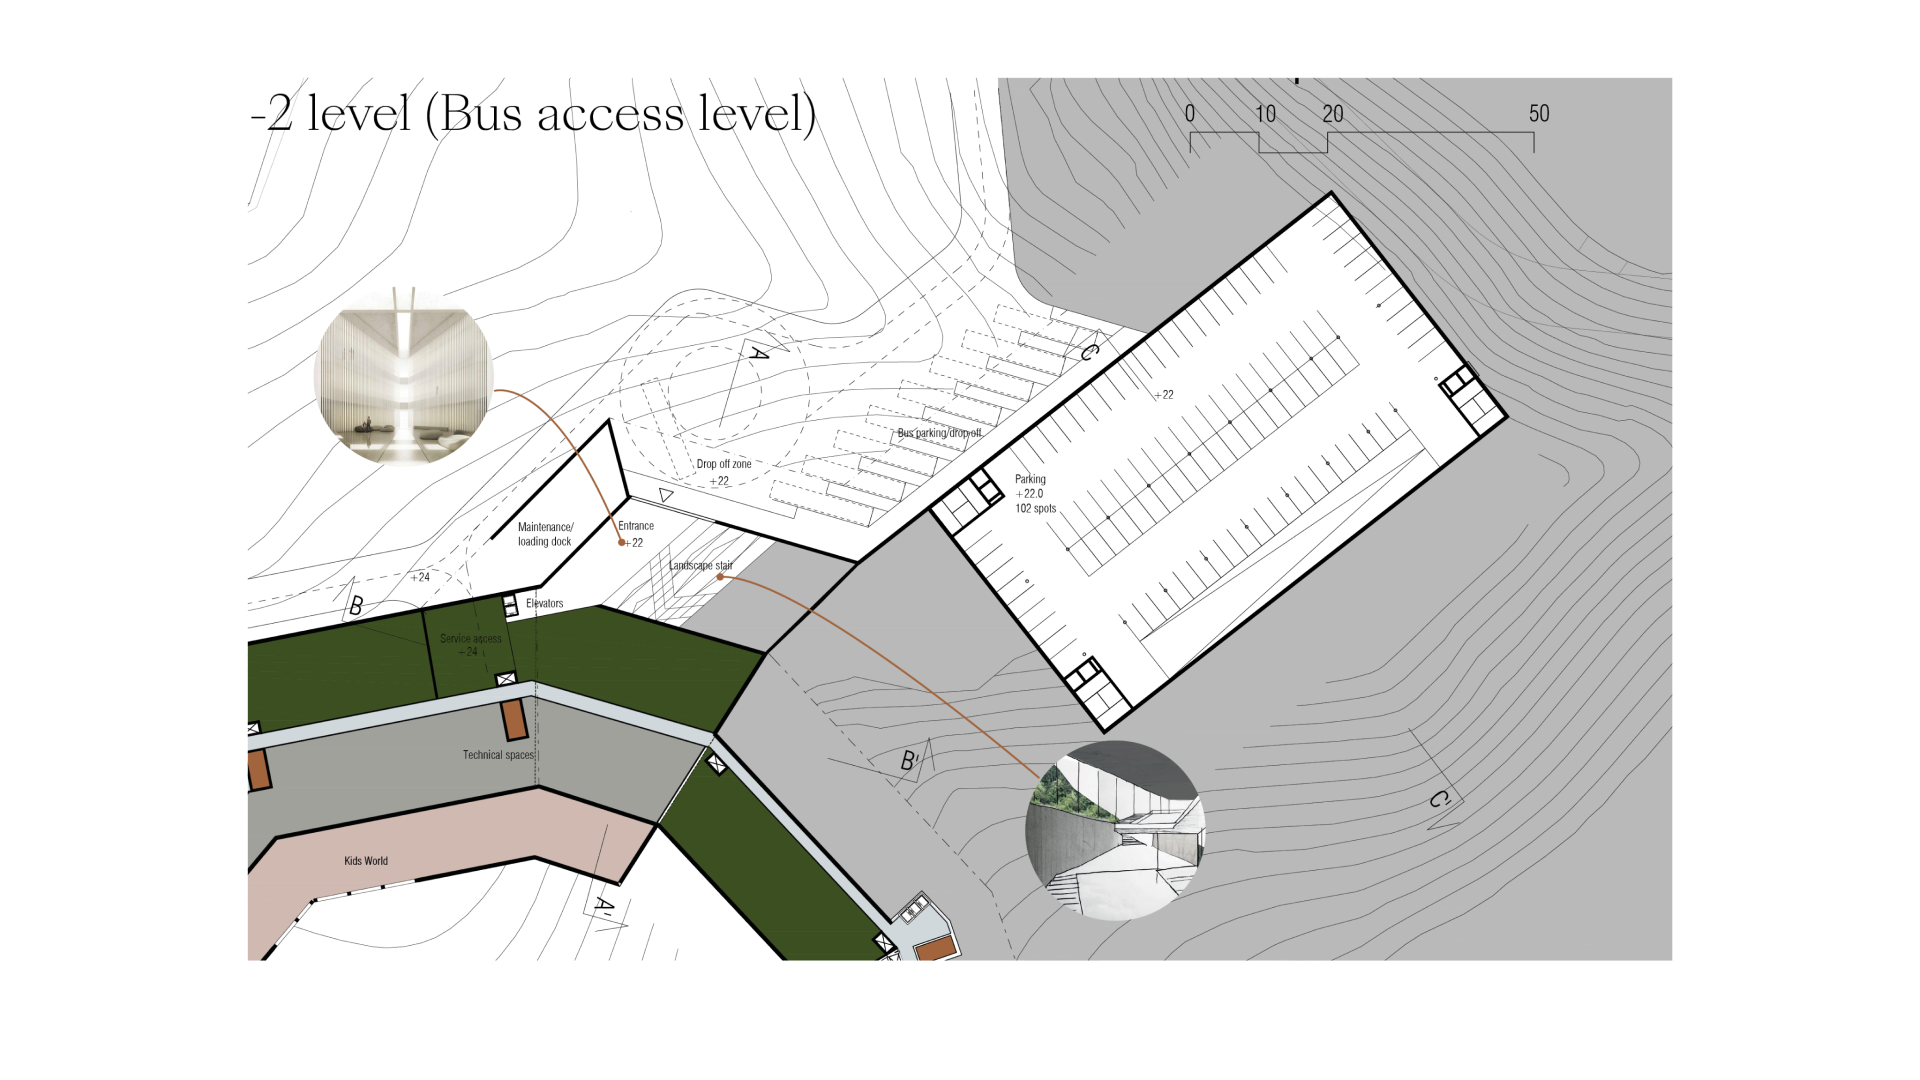 -2 level (Bus access level)
0 10 20 50
A
C
+22
Bus parking/drop off
Drop off zone
+22
Parking
+22.0
102 spots
Maintenance/
loading dock
Entrance
+22
Landscape stair
+24
B
Elevators
Service access
+24
Technical spaces
B'
C'
Kids World
A'